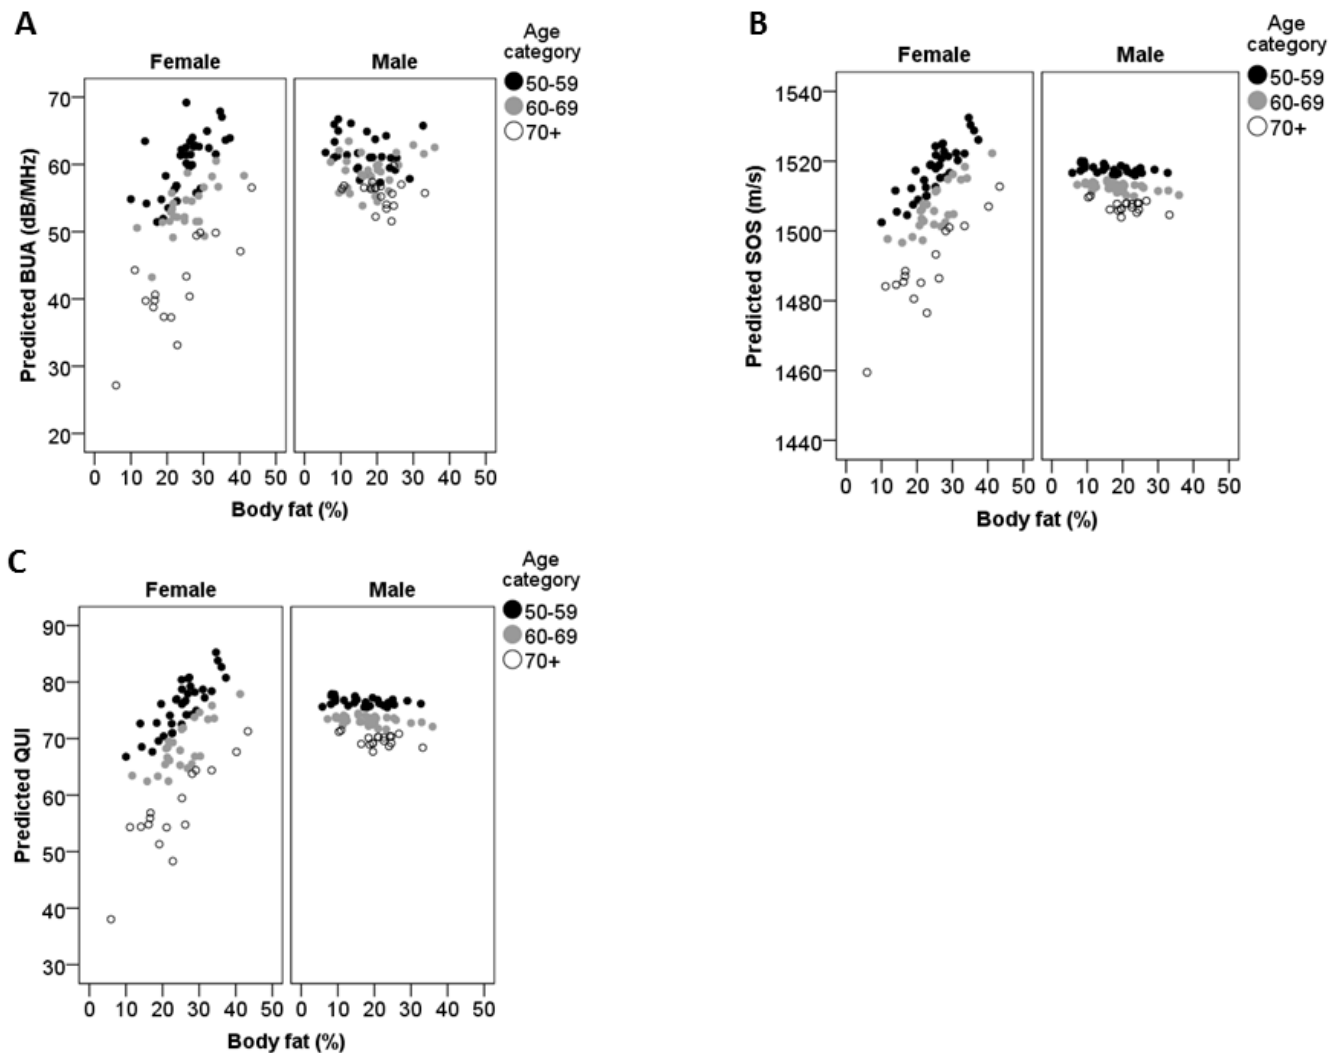 A
Female
Male
Age
category
50-59
60-69
70+
Predicted BUA (dB/MHz)
70
60
50
40
30
20
0 10 20 30 40 50 0 10 20 30 40 50
Body fat (%)
B
Female
Male
Age
category
50-59
60-69
70+
Predicted SOS (m/s)
1540
1520
1500
1480
1460
1440
0 10 20 30 40 50 0 10 20 30 40 50
Body fat (%)
C
Female
Male
Age
category
50-59
60-69
70+
Predicted QUI
90
80
70
60
50
40
30
0 10 20 30 40 50 0 10 20 30 40 50
Body fat (%)